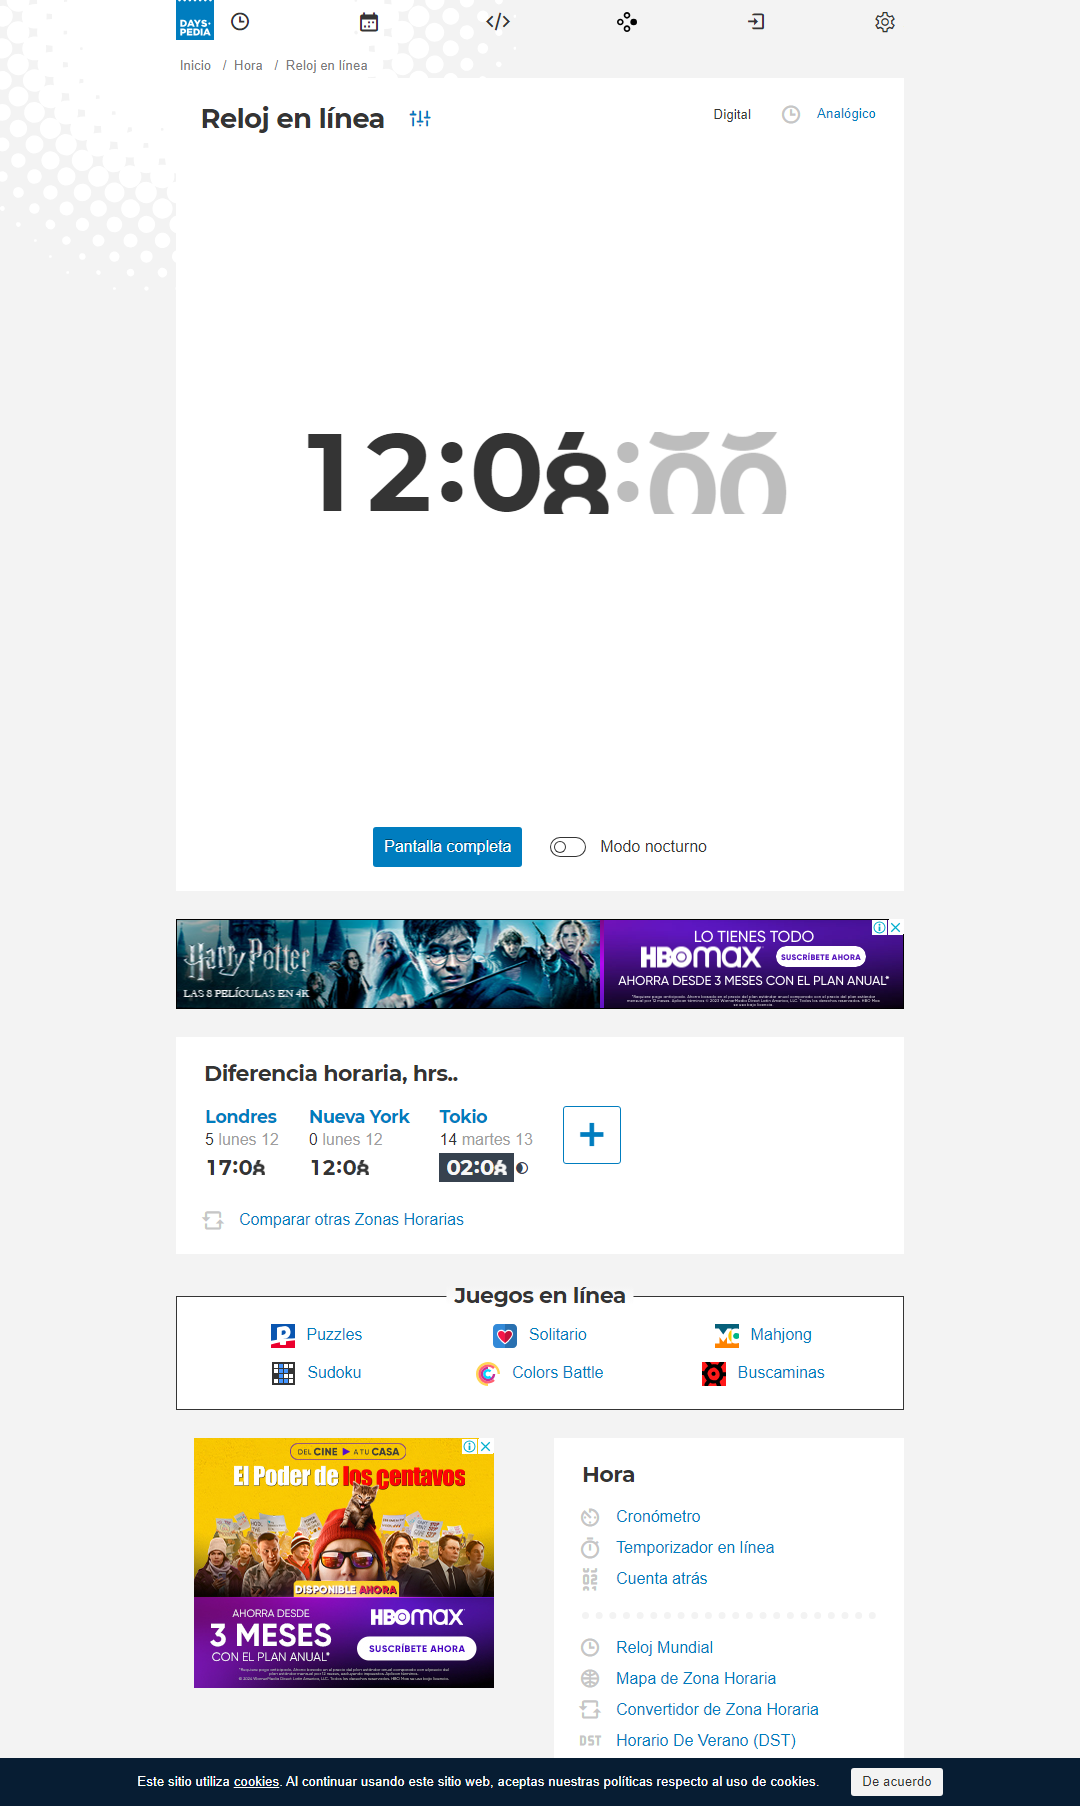 DAYS·
PEDIA
Inicio / Hora / Reloj en línea
Reloj en línea
Digital
Analógico
12:08:00
Pantalla completa
Modo nocturno
Harry Potter
LAS 8 PELÍCULAS EN 4K
LO TIENES TODO
HBOmax
SUSCRÍBETE AHORA
AHORRA DESDE 3 MESES CON EL PLAN ANUAL*
Diferencia horaria, hrs..
Londres
5 lunes 12
17:08
Nueva York
0 lunes 12
12:08
Tokio
14 martes 13
02:08
+
Comparar otras Zonas Horarias
Juegos en línea
Puzzles
Solitario
Mahjong
Sudoku
Colors Battle
Buscaminas
DEL CINE A TU CASA
El Poder de los centavos
DISPONIBLE AHORA
AHORRA DESDE
3 MESES
CON EL PLAN ANUAL*
HBOmax
SUSCRÍBETE AHORA
Hora
Cronómetro
Temporizador en línea
Cuenta atrás
Reloj Mundial
Mapa de Zona Horaria
Convertidor de Zona Horaria
DST Horario De Verano (DST)
Este sitio utiliza cookies. Al continuar usando este sitio web, aceptas nuestras políticas respecto al uso de cookies.
De acuerdo